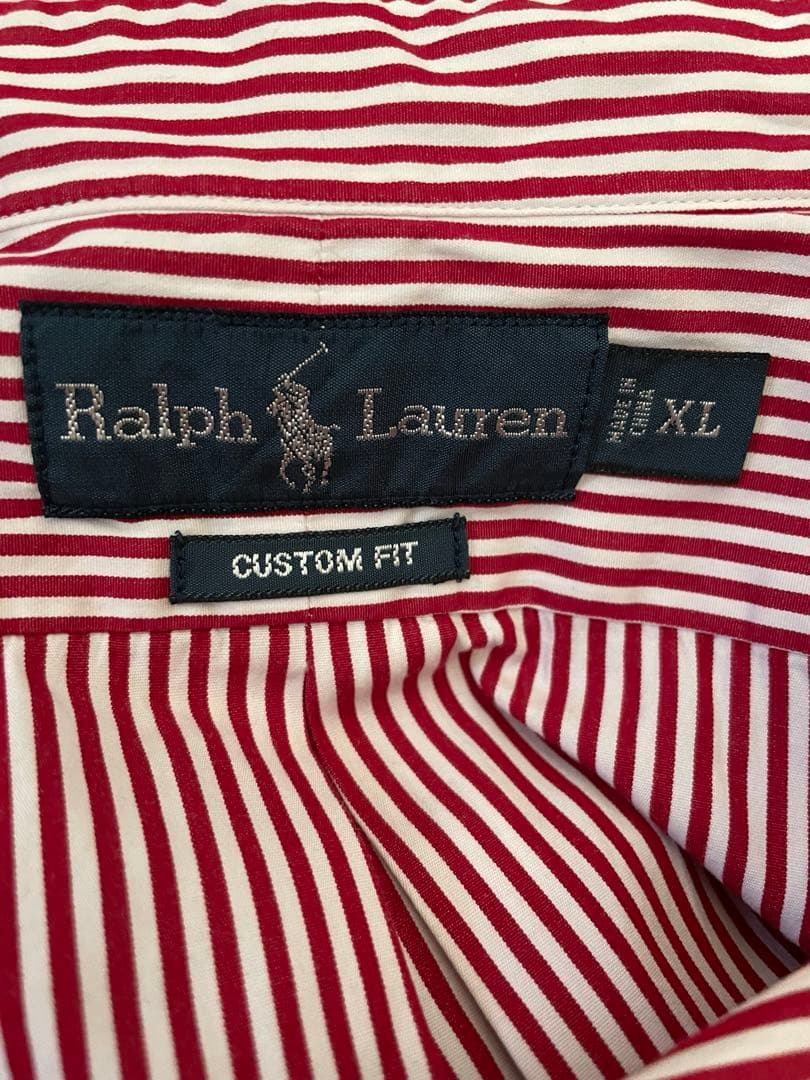 Ralph Lauren
MADE IN
CHINA
XL
CUSTOM FIT